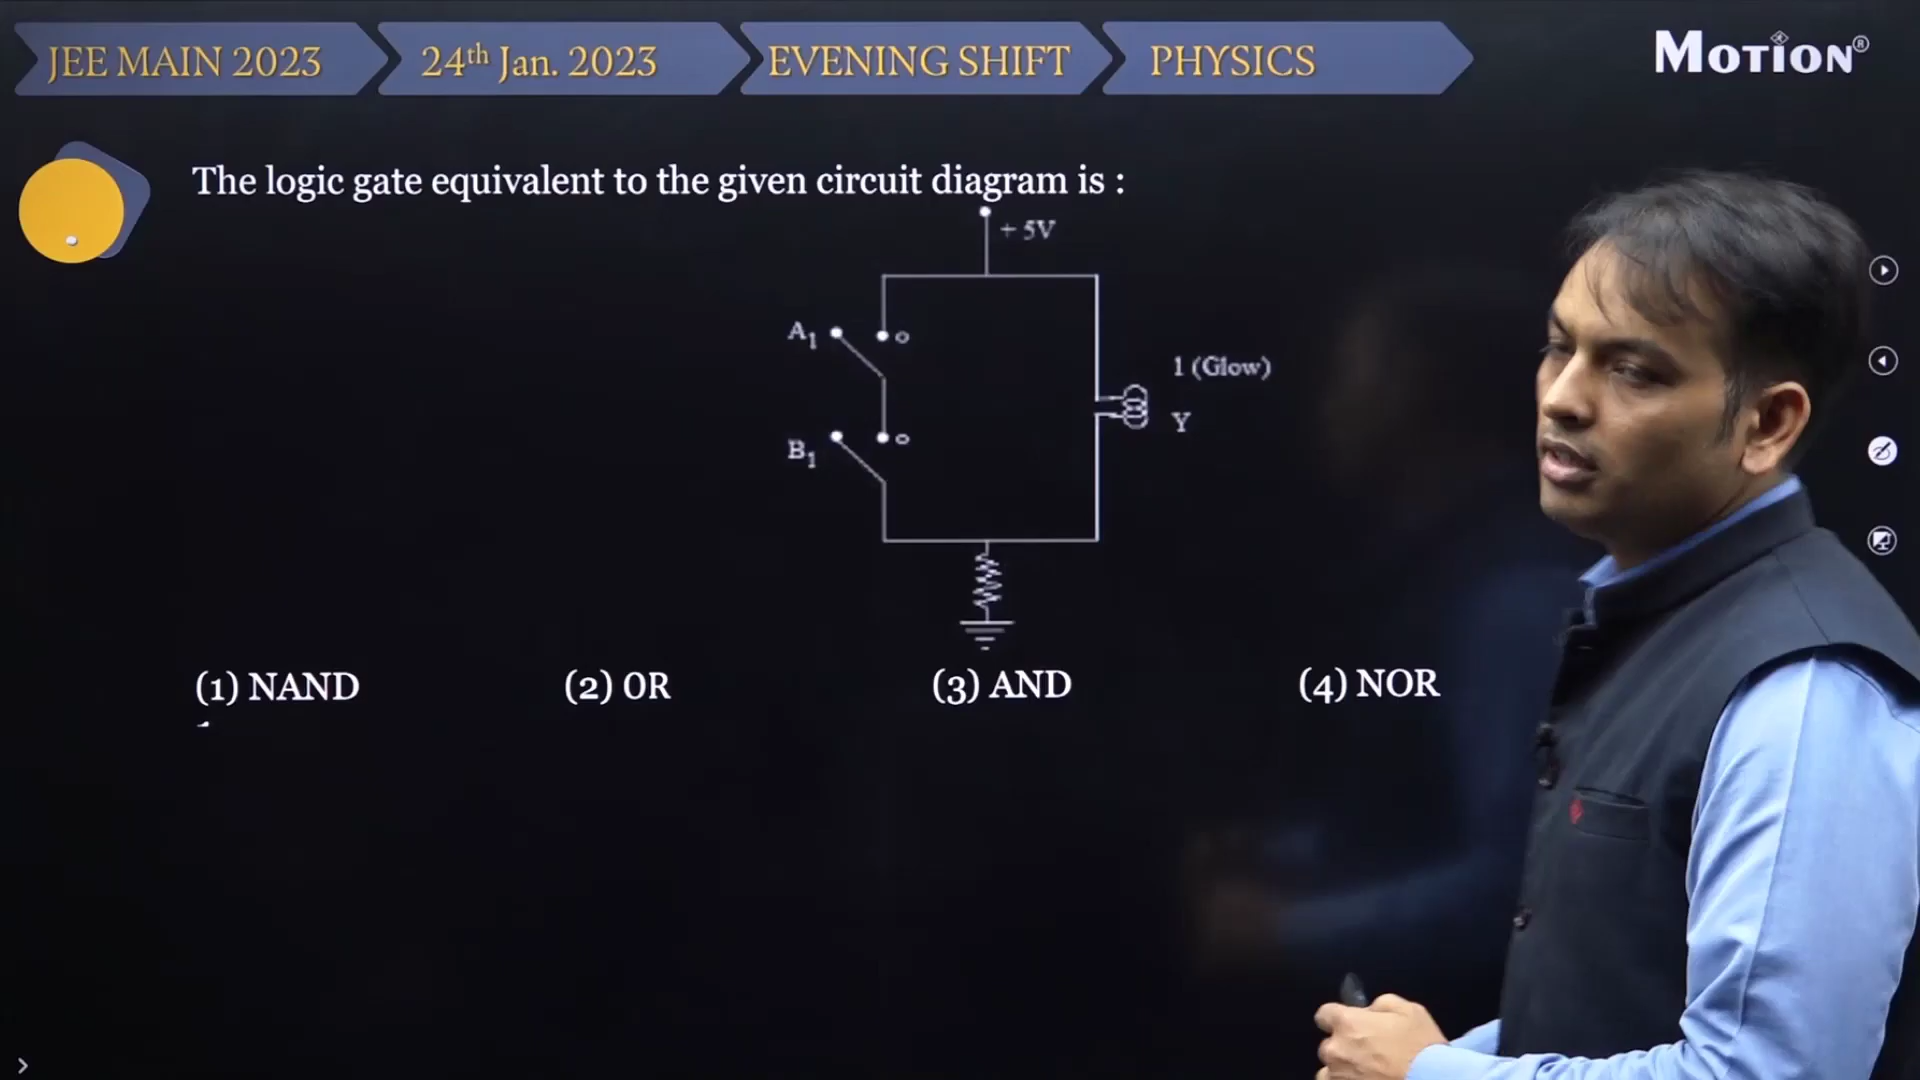 JEE MAIN 2023
24th Jan. 2023
EVENING SHIFT
PHYSICS
MOTION®
The logic gate equivalent to the given circuit diagram is :
+ 5V
A1
o
1 (Glow)
B1
o
Y
(1) NAND
(2) OR
(3) AND
(4) NOR